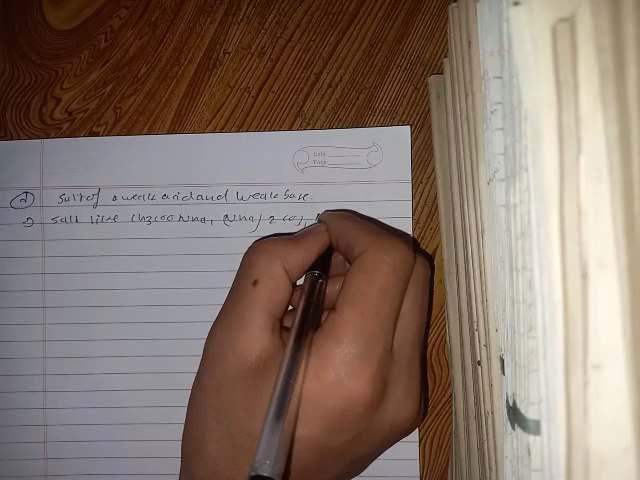 Date
Page
d) Salt of a weak acid and weak base.
→ Salt like CH3COONH4, (NH4)2CO3,